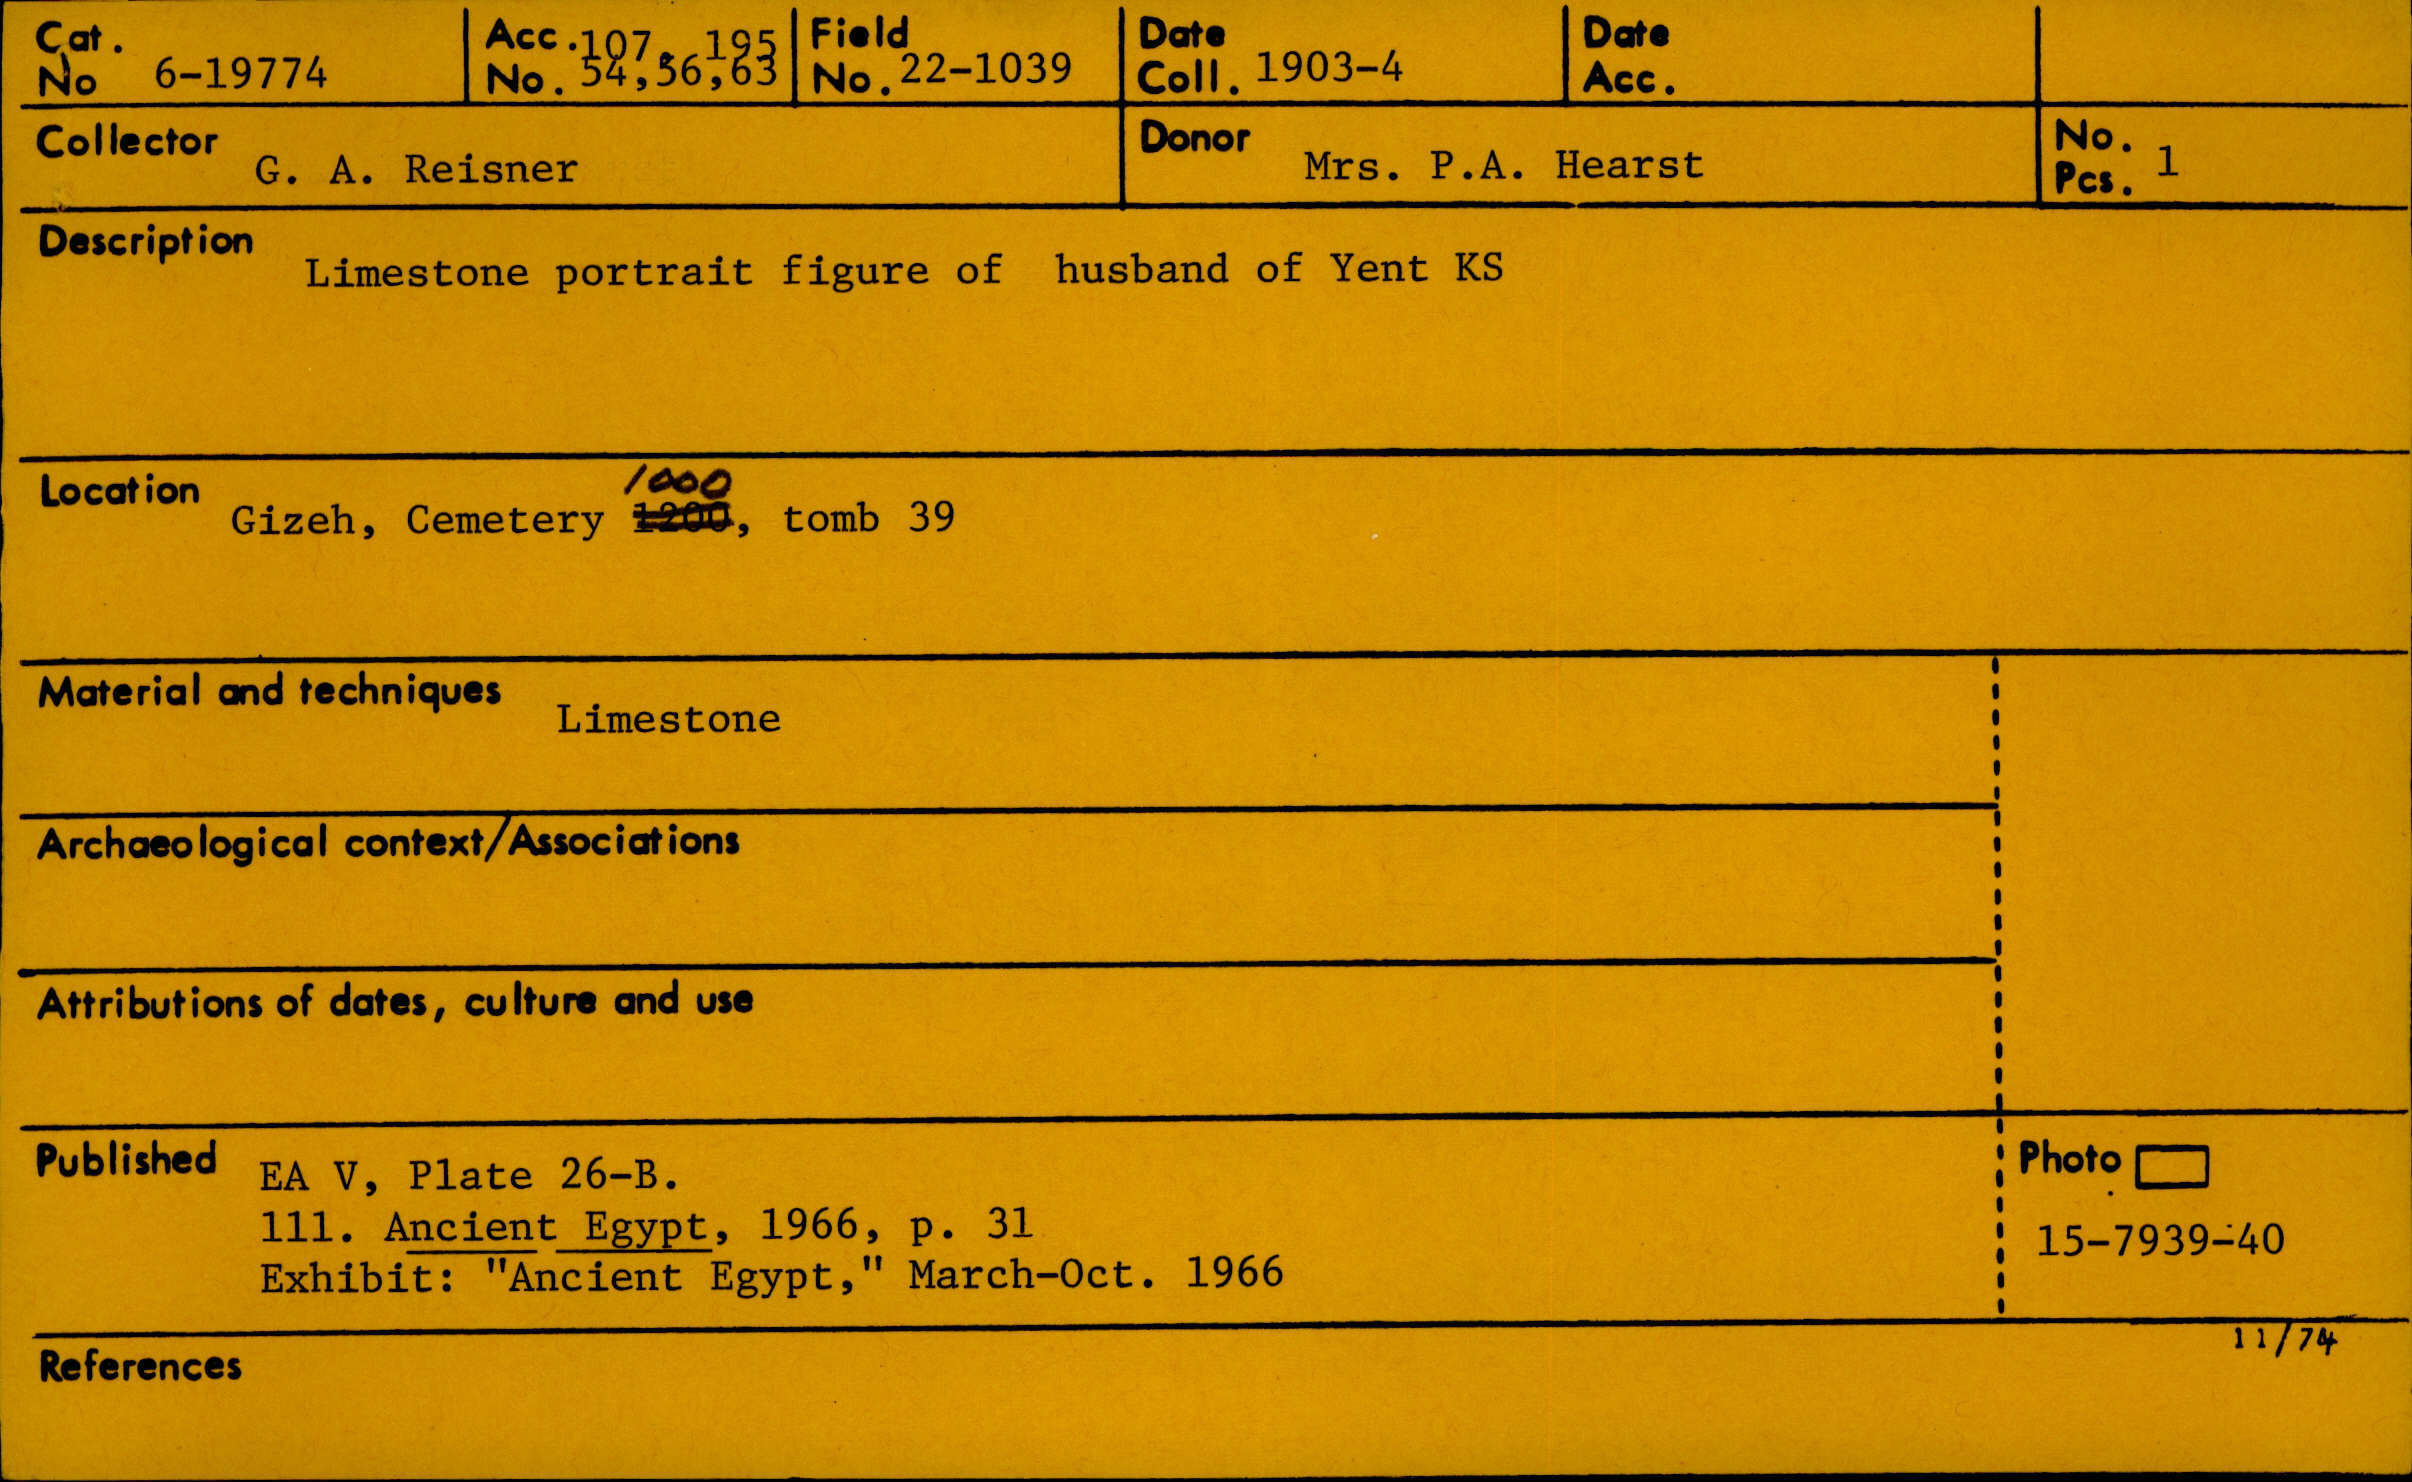 Cat. No 6-19774
Acc. No. 107, 195 54,56,63
Field No. 22-1039
Date Coll. 1903-4
Date Acc.
Collector G. A. Reisner
Donor Mrs. P.A. Hearst
No. Pcs. 1
Description Limestone portrait figure of husband of Yent KS
Location Gizeh, Cemetery 1200 1000, tomb 39
Material and techniques Limestone
Archaeological context/Associations
Attributions of dates, culture and use
Published EA V, Plate 26-B.
111. Ancient Egypt, 1966, p. 31
Exhibit: "Ancient Egypt," March-Oct. 1966
Photo
15-7939-40
11/74
References